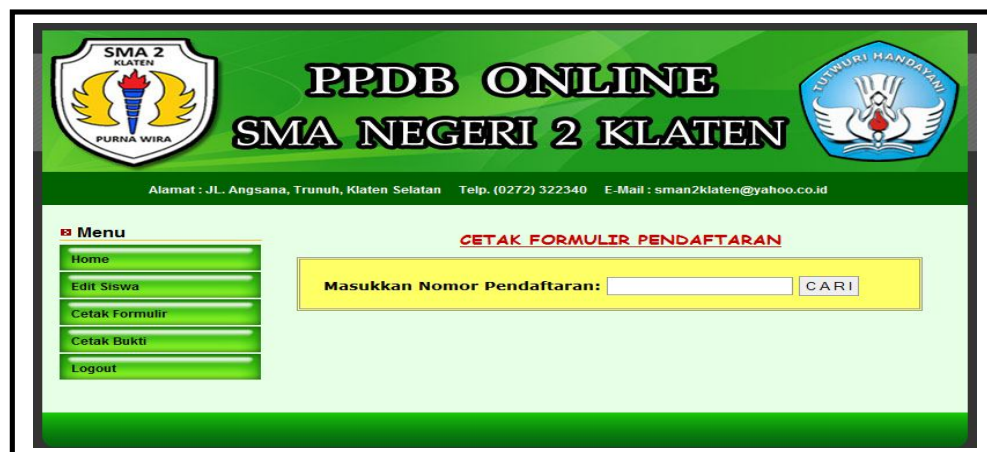 SMA 2
KLATEN
PURNA WIRA
PPDB ONLINE
SMA NEGERI 2 KLATEN
TUTWURI HANDAYANI
Alamat : JL. Angsana, Trunuh, Klaten Selatan Telp. (0272) 322340 E-Mail : sman2klaten@yahoo.co.id
Menu
Home
Edit Siswa
Cetak Formulir
Cetak Bukti
Logout
CETAK FORMULIR PENDAFTARAN
Masukkan Nomor Pendaftaran: CARI